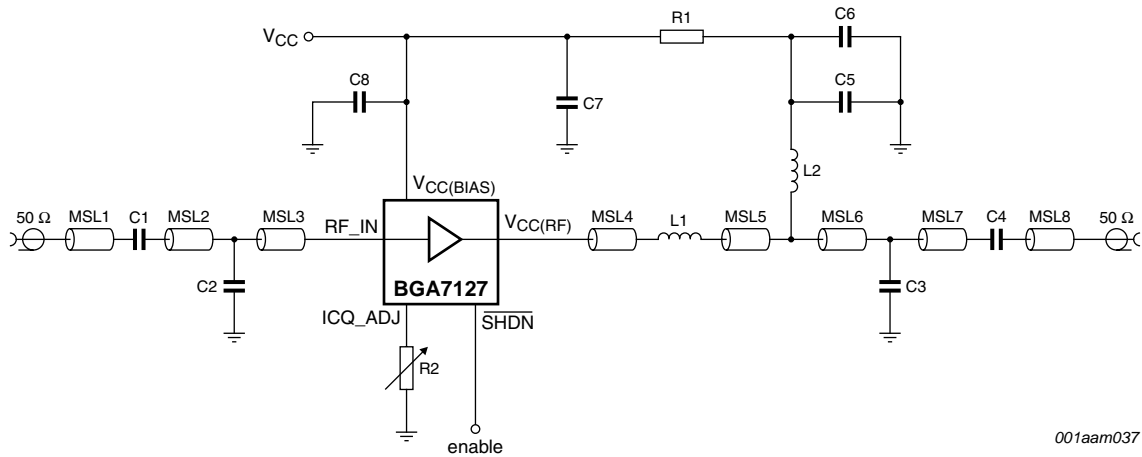 C6
R1
VCC
C8
C5
C7
L2
VCC(BIAS)
50 Ω MSL1 C1 MSL2 MSL3 RF_IN VCC(RF) MSL4 L1 MSL5 MSL6 MSL7 C4 MSL8 50 Ω
BGA7127
C2
C3
ICQ_ADJ SHDN
R2
enable
001aam037